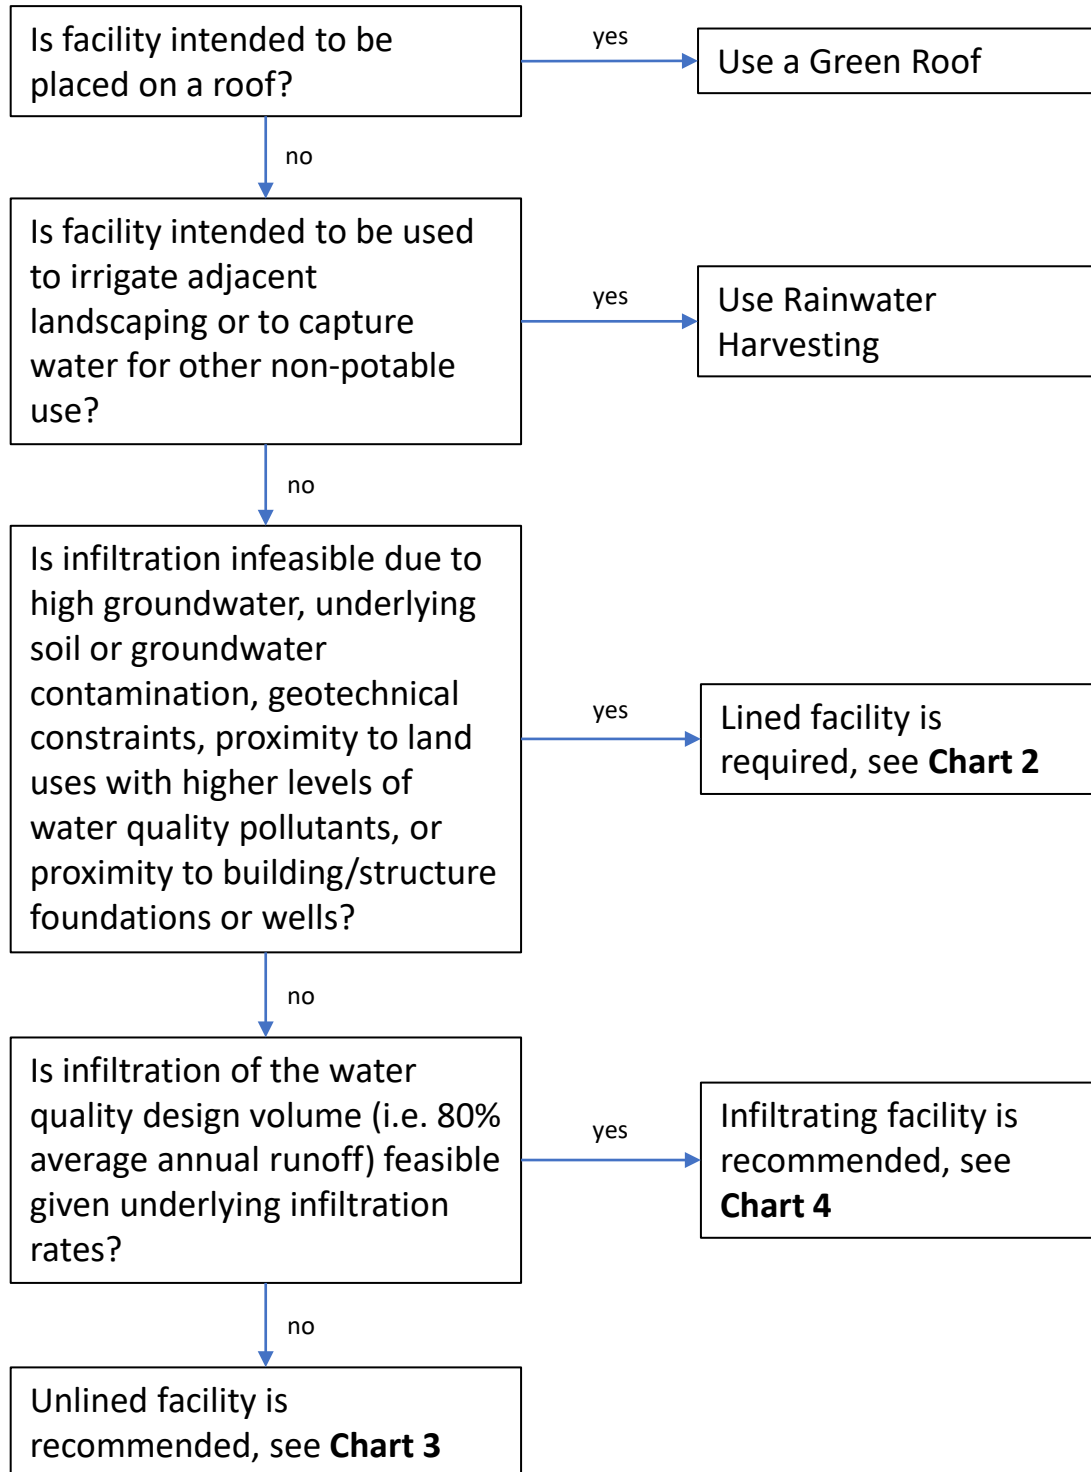 Is facility intended to be
placed on a roof?
yes
Use a Green Roof
no
Is facility intended to be used
to irrigate adjacent
landscaping or to capture
water for other non-potable
use?
yes
Use Rainwater
Harvesting
no
Is infiltration infeasible due to
high groundwater, underlying
soil or groundwater
contamination, geotechnical
constraints, proximity to land
uses with higher levels of
water quality pollutants, or
proximity to building/structure
foundations or wells?
yes
Lined facility is
required, see Chart 2
no
Is infiltration of the water
quality design volume (i.e. 80%
average annual runoff) feasible
given underlying infiltration
rates?
yes
Infiltrating facility is
recommended, see
Chart 4
no
Unlined facility is
recommended, see Chart 3